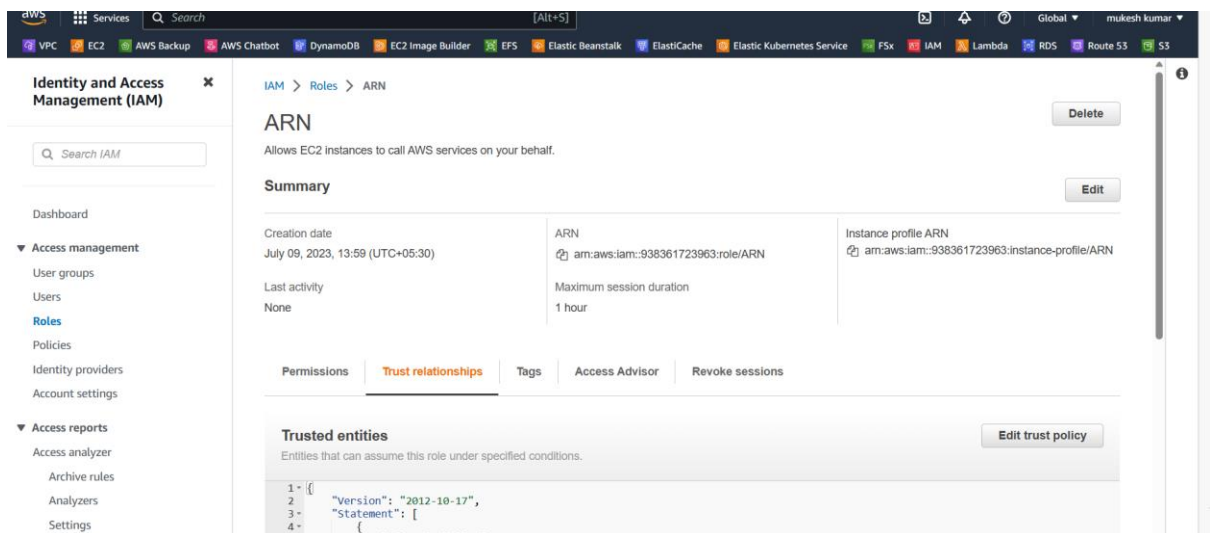 aws Services Search [Alt+S] Global mukesh kumar
VPC EC2 AWS Backup AWS Chatbot DynamoDB EC2 Image Builder EFS Elastic Beanstalk ElastiCache Elastic Kubernetes Service FSx IAM Lambda RDS Route 53 S3
Identity and Access
Management (IAM)
Search IAM
Dashboard
Access management
User groups
Users
Roles
Policies
Identity providers
Account settings
Access reports
Access analyzer
Archive rules
Analyzers
Settings
IAM > Roles > ARN
ARN
Delete
Allows EC2 instances to call AWS services on your behalf.
Summary
Edit
Creation date
July 09, 2023, 13:59 (UTC+05:30)
ARN
arn:aws:iam::938361723963:role/ARN
Instance profile ARN
arn:aws:iam::938361723963:instance-profile/ARN
Last activity
None
Maximum session duration
1 hour
Permissions Trust relationships Tags Access Advisor Revoke sessions
Trusted entities
Edit trust policy
Entities that can assume this role under specified conditions.
1 {
2 "Version": "2012-10-17",
3 "Statement": [
4 {